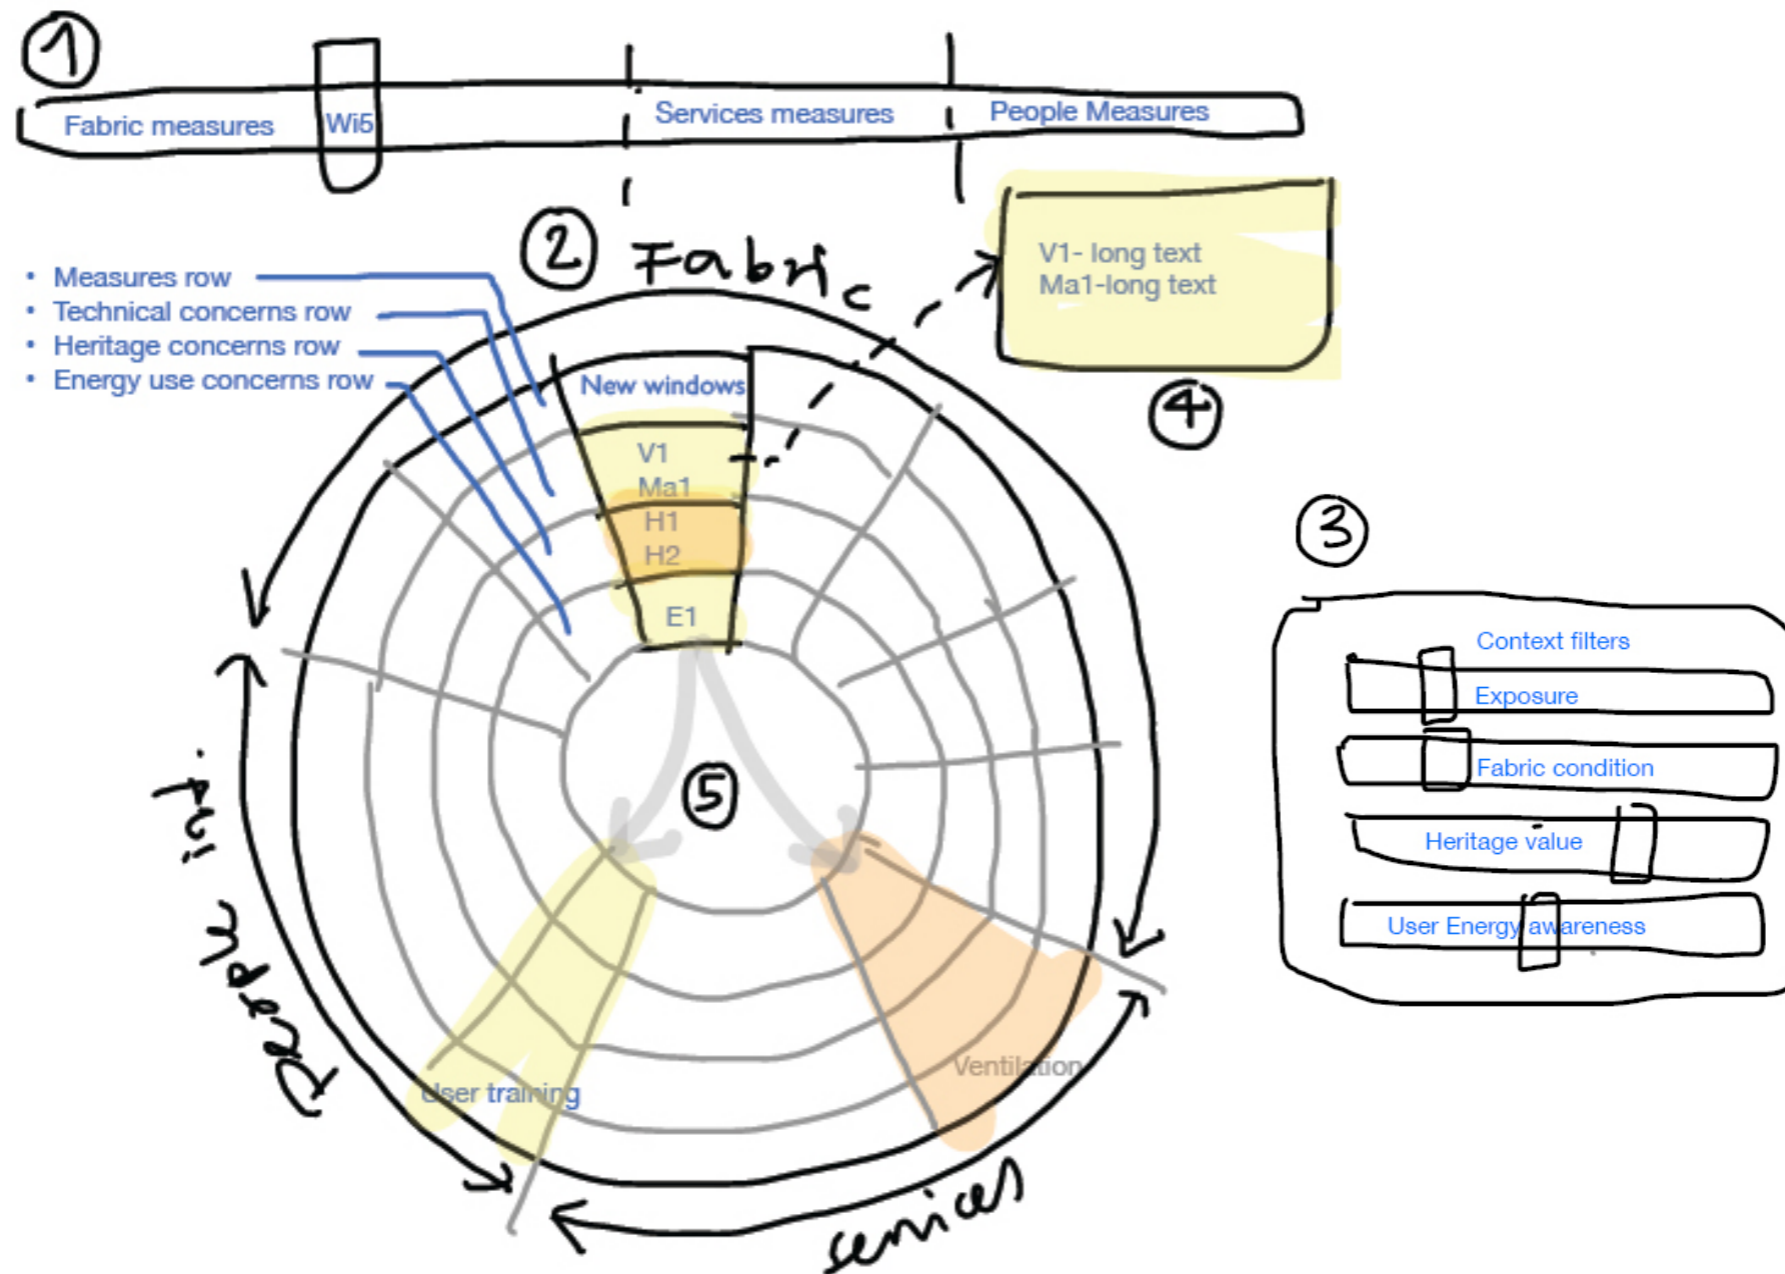 1
Fabric measures
Wi5
Services measures
People Measures
2
Fabric
• Measures row
• Technical concerns row
• Heritage concerns row
• Energy use concerns row
V1- long text
Ma1-long text
4
New windows
V1
Ma1
H1
H2
E1
3
Context filters
Exposure
Fabric condition
Heritage value
User Energy awareness
5
People inp.
User training
Ventilation
services